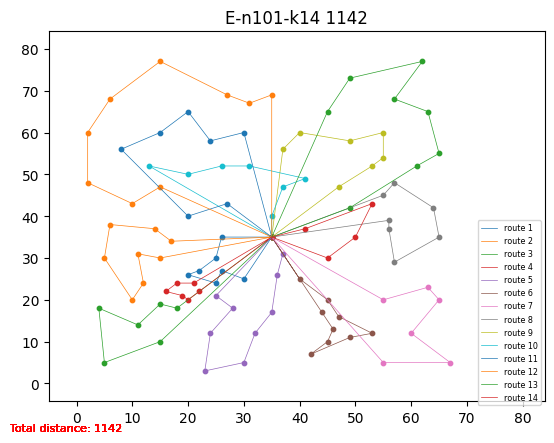 E-n101-k14 1142
80
70
60
50
40
30
20
10
0
route 1
route 2
route 3
route 4
route 5
route 6
route 7
route 8
route 9
route 10
route 11
route 12
route 13
route 14
0 10 20 30 40 50 60 70 80
Total distance: 1142